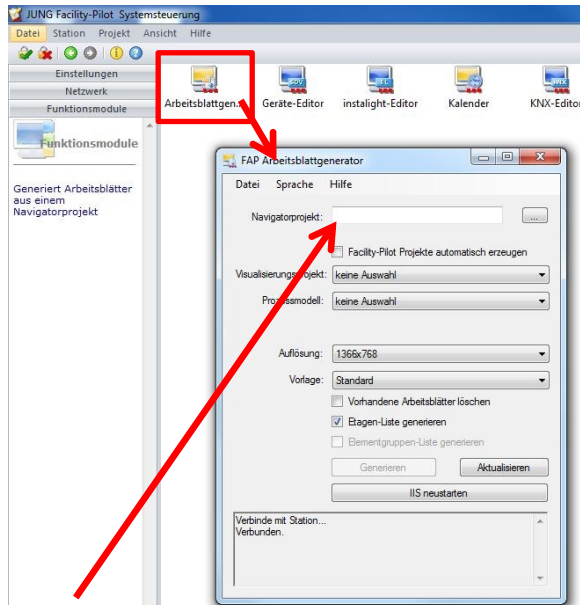 JUNG Facility-Pilot Systemsteuerung
Datei Station Projekt Ansicht Hilfe
Einstellungen
Netzwerk
Funktionsmodule
Funktionsmodule
Generiert Arbeitsblätter
aus einem
Navigatorprojekt
Arbeitsblattgen... Geräte-Editor instalight-Editor Kalender KNX-Edito
FAP Arbeitsblattgenerator
Datei Sprache Hilfe
Navigatorprojekt: ...
Facility-Pilot Projekte automatisch erzeugen
Visualisierungsprojekt: keine Auswahl
Prozessmodell: keine Auswahl
Auflösung: 1366x768
Vorlage: Standard
Vorhandene Arbeitsblätter löschen
Etagen-Liste generieren
Elementgruppen-Liste generieren
Generieren Aktualisieren
IIS neustarten
Verbinde mit Station...
Verbunden.